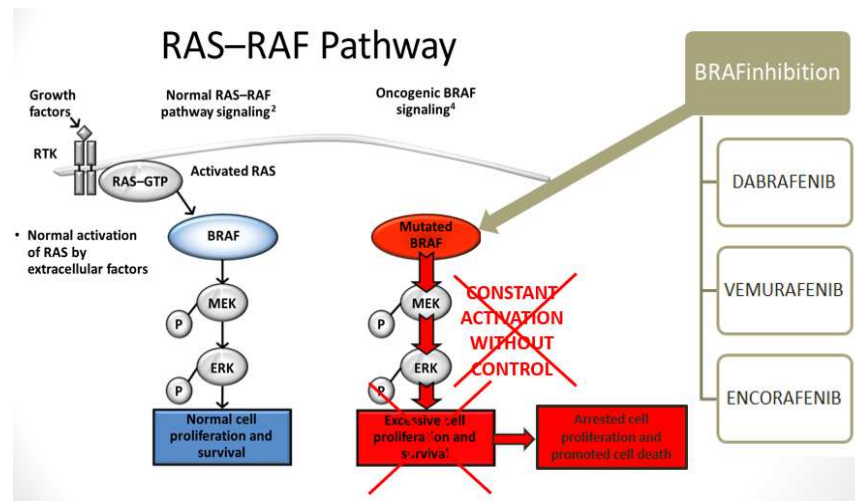 RAS–RAF Pathway
BRAFinhibition
Growth
factors
Normal RAS–RAF
pathway signaling²
Oncogenic BRAF
signaling⁴
RTK
RAS–GTP
Activated RAS
• Normal activation
of RAS by
extracellular factors
BRAF
MEK
P
ERK
P
Normal cell
proliferation and
survival
Mutated
BRAF
MEK
P
ERK
P
CONSTANT
ACTIVATION
WITHOUT
CONTROL
Excessive cell
proliferation and
survival
Arrested cell
proliferation and
promoted cell death
DABRAFENIB
VEMURAFENIB
ENCORAFENIB